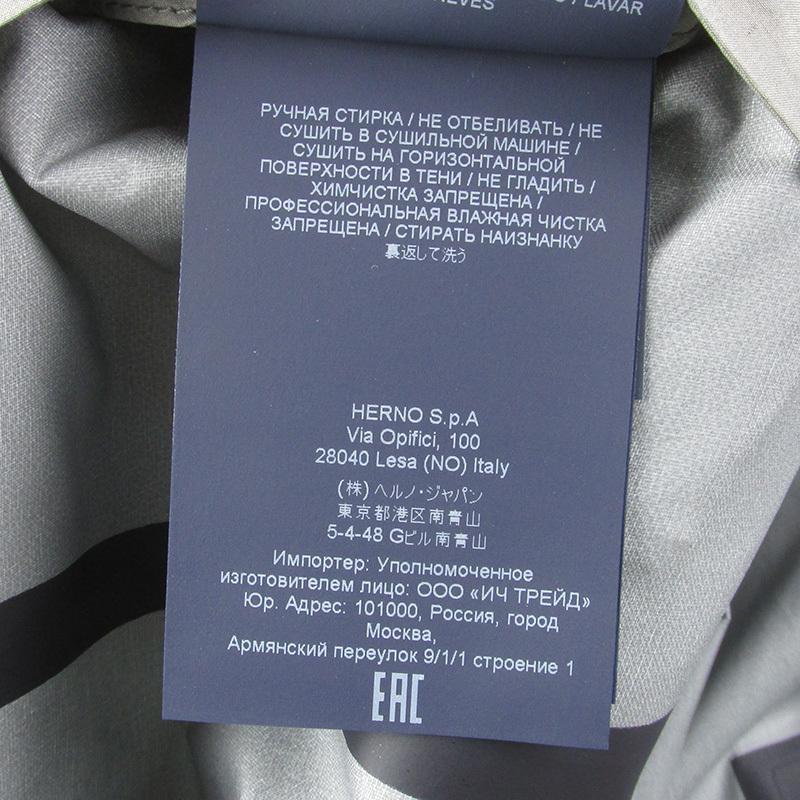 LAVAR
РУЧНАЯ СТИРКА / НЕ ОТБЕЛИВАТЬ / НЕ
СУШИТЬ В СУШИЛЬНОЙ МАШИНЕ /
СУШИТЬ НА ГОРИЗОНТАЛЬНОЙ
ПОВЕРХНОСТИ В ТЕНИ / НЕ ГЛАДИТЬ /
ХИМЧИСТКА ЗАПРЕЩЕНА /
ПРОФЕССИОНАЛЬНАЯ ВЛАЖНАЯ ЧИСТКА
ЗАПРЕЩЕНА / СТИРАТЬ НАИЗНАНКУ
裏返して洗う
HERNO S.p.A
Via Opifici, 100
28040 Lesa (NO) Italy
(株) ヘルノ・ジャパン
東京都港区南青山
5-4-48 Gビル南青山
Импортер: Уполномоченное
изготовителем лицо: ООО «ИЧ ТРЕЙД»
Юр. Адрес: 101000, Россия, город
Москва,
Армянский переулок 9/1/1 строение 1
EAC